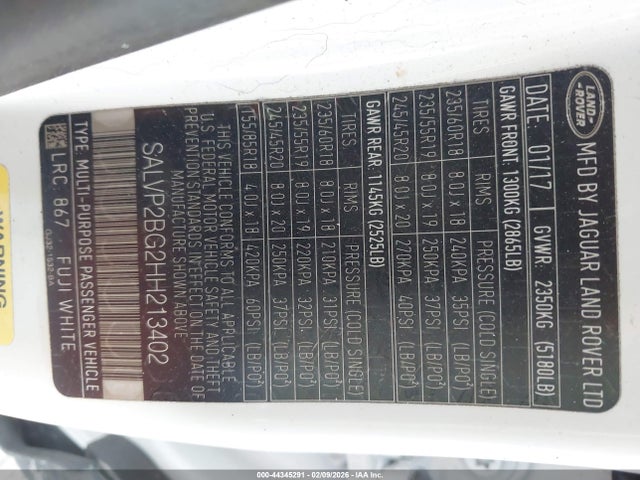 LAND
ROVER
MFD BY JAGUAR LAND ROVER LTD
DATE: 01/17 GVWR: 2350KG (5180LB)
GAWR FRONT: 1300KG (2865LB)
TIRES RIMS PRESSURE (COLD SINGLE)
235/60R18 8.0J x 18 240KPA 35PSI (LB/PO²)
235/55R19 8.0J x 19 250KPA 37PSI (LB/PO²)
245/45R20 8.0J x 20 270KPA 40PSI (LB/PO²)
GAWR REAR: 1145KG (2525LB)
TIRES RIMS PRESSURE (COLD SINGLE)
235/60R18 8.0J x 18 210KPA 31PSI (LB/PO²)
235/55R19 8.0J x 19 220KPA 32PSI (LB/PO²)
245/45R20 8.0J x 20 250KPA 37PSI (LB/PO²)
155/85R18 4.0J x 18 420KPA 60PSI (LB/PO²)
THIS VEHICLE CONFORMS TO ALL APPLICABLE
U.S FEDERAL MOTOR VEHICLE SAFETY AND THEFT
PREVENTION STANDARDS IN EFFECT ON THE DATE OF
MANUFACTURE SHOWN ABOVE
SALVP2BG2HH213402
TYPE: MULTI-PURPOSE PASSENGER VEHICLE
LRC: 867 FUJI WHITE
WARNING
000-44345291 - 02/09/2026 - IAA Inc.